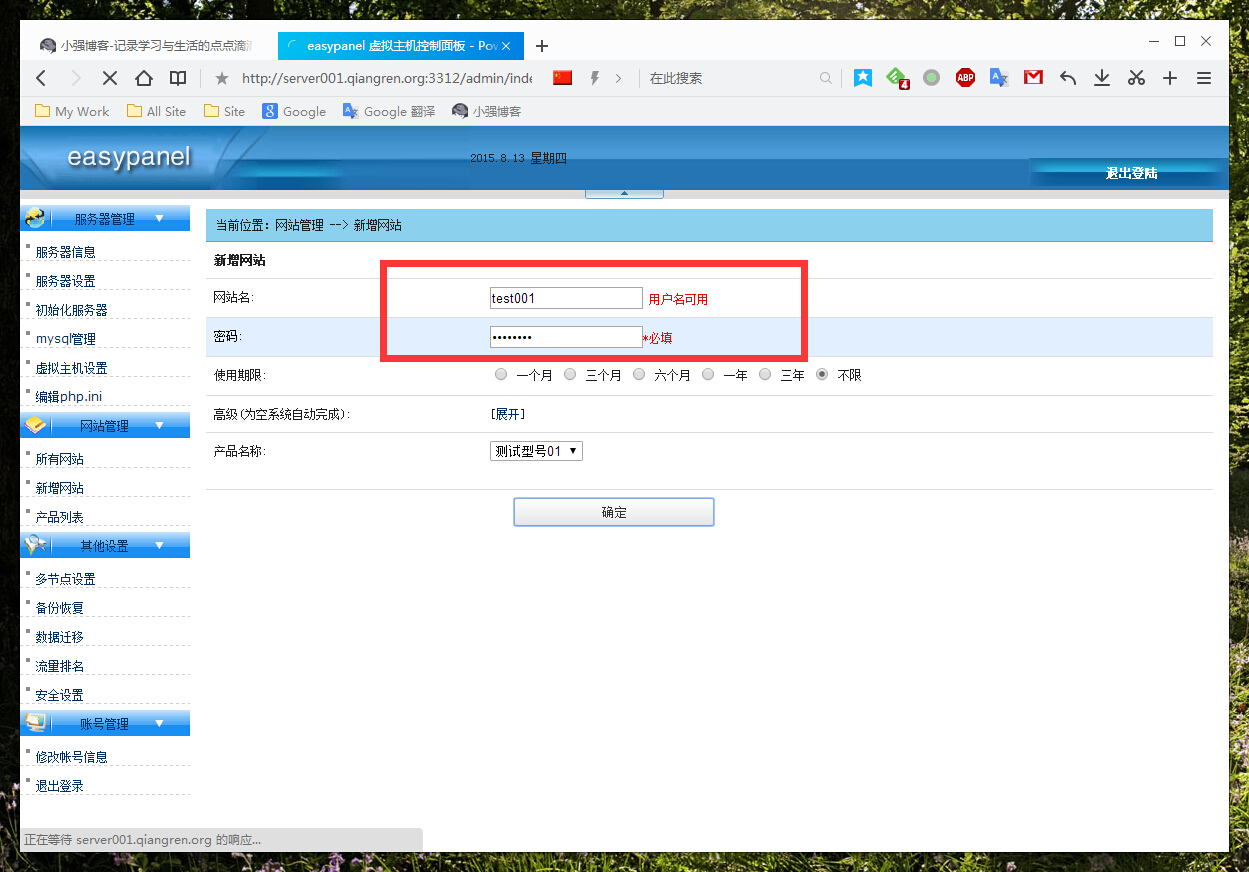 小强博客-记录学习与生活的点点滴
easypanel 虚拟主机控制面板 - Pov
http://server001.qiangren.org:3312/admin/inde
在此搜索
4
ABP
My Work
All Site
Site
Google
Google 翻译
小强博客
easypanel
2015.8.13 星期四
退出登陆
服务器管理
服务器信息
服务器设置
初始化服务器
mysql管理
虚拟主机设置
编辑php.ini
网站管理
所有网站
新增网站
产品列表
其他设置
多节点设置
备份恢复
数据迁移
流量排名
安全设置
账号管理
修改帐号信息
退出登录
当前位置：网站管理 --> 新增网站
新增网站
网站名:
test001 用户名可用
密码:
•••••••• *必填
使用期限:
一个月 三个月 六个月 一年 三年 不限
高级(为空系统自动完成):
[展开]
产品名称:
测试型号01
确定
正在等待 server001.qiangren.org 的响应...